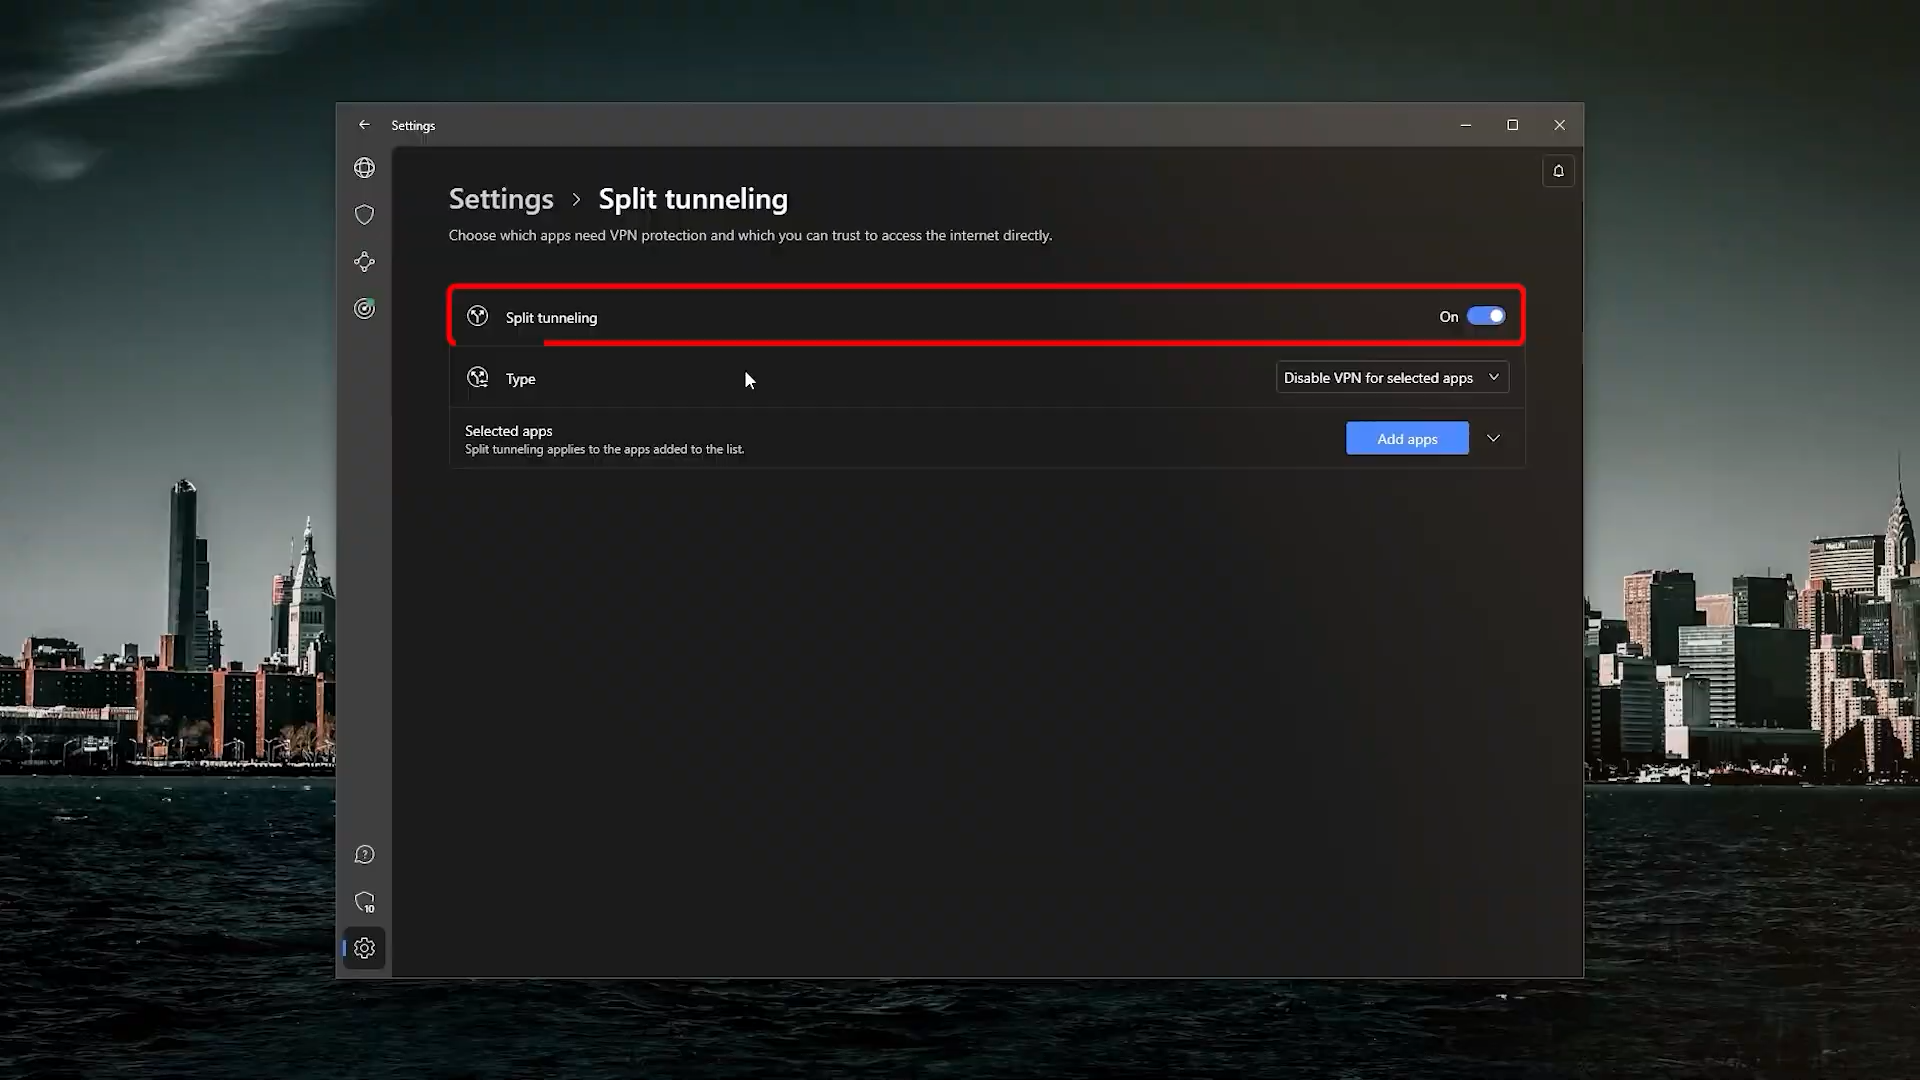 Settings
Settings > Split tunneling
Choose which apps need VPN protection and which you can trust to access the internet directly.
Split tunneling
On
Type
Disable VPN for selected apps
Selected apps
Split tunneling applies to the apps added to the list.
Add apps
10
MetLife